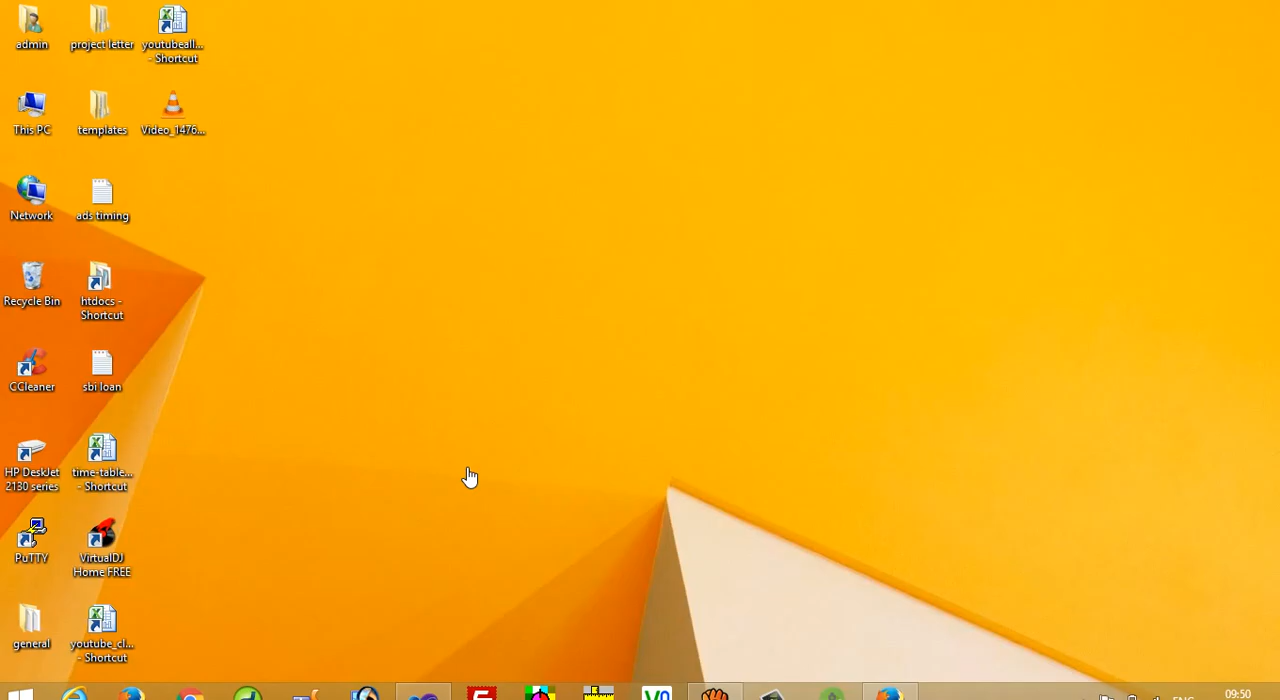 admin
project letter
youtubeall...
- Shortcut
This PC
templates
Video_1476...
Network
ads timing
Recycle Bin
htdocs -
Shortcut
CCleaner
sbi loan
HP DeskJet
2130 series
time-table...
- Shortcut
PuTTY
VirtualDJ
Home FREE
general
youtube_cl...
- Shortcut
09:50